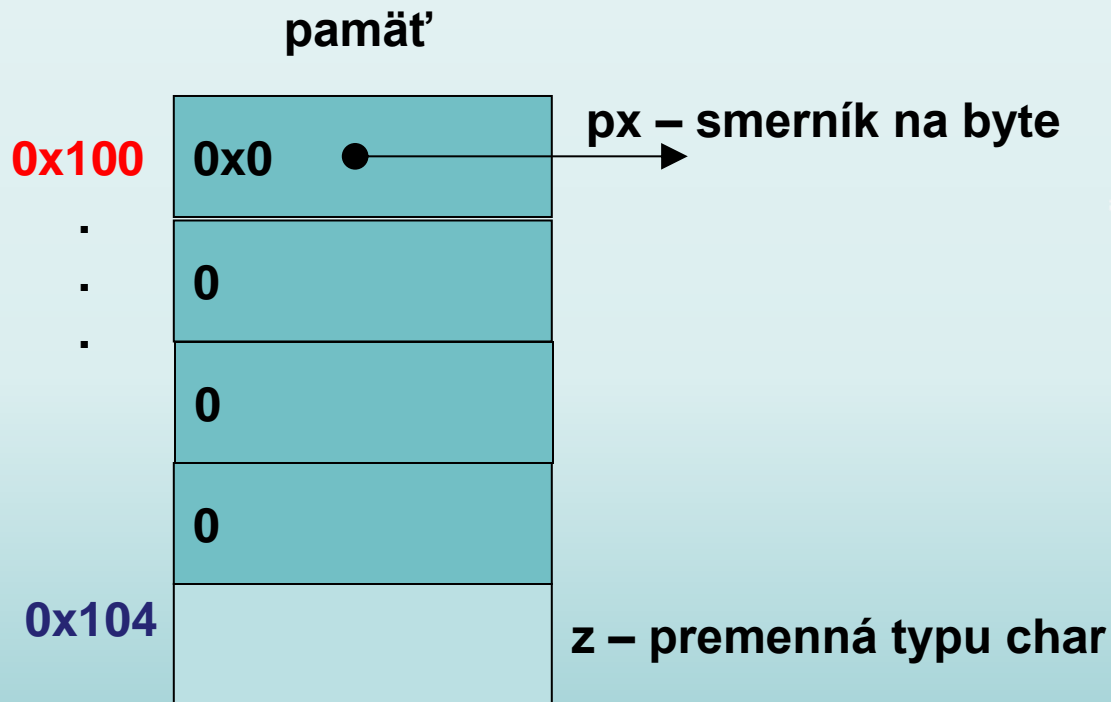 pamäť
px – smerník na byte
0x100
0x0
.
.
.
0
0
0
0x104
z – premenná typu char